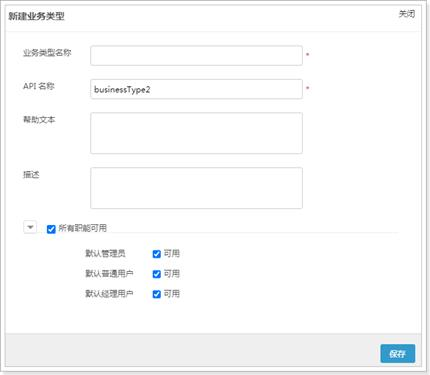 新建业务类型 关闭
业务类型名称 *
API 名称 businessType2 *
帮助文本
描述
所有职能可用
默认管理员 可用
默认普通用户 可用
默认经理用户 可用
保存